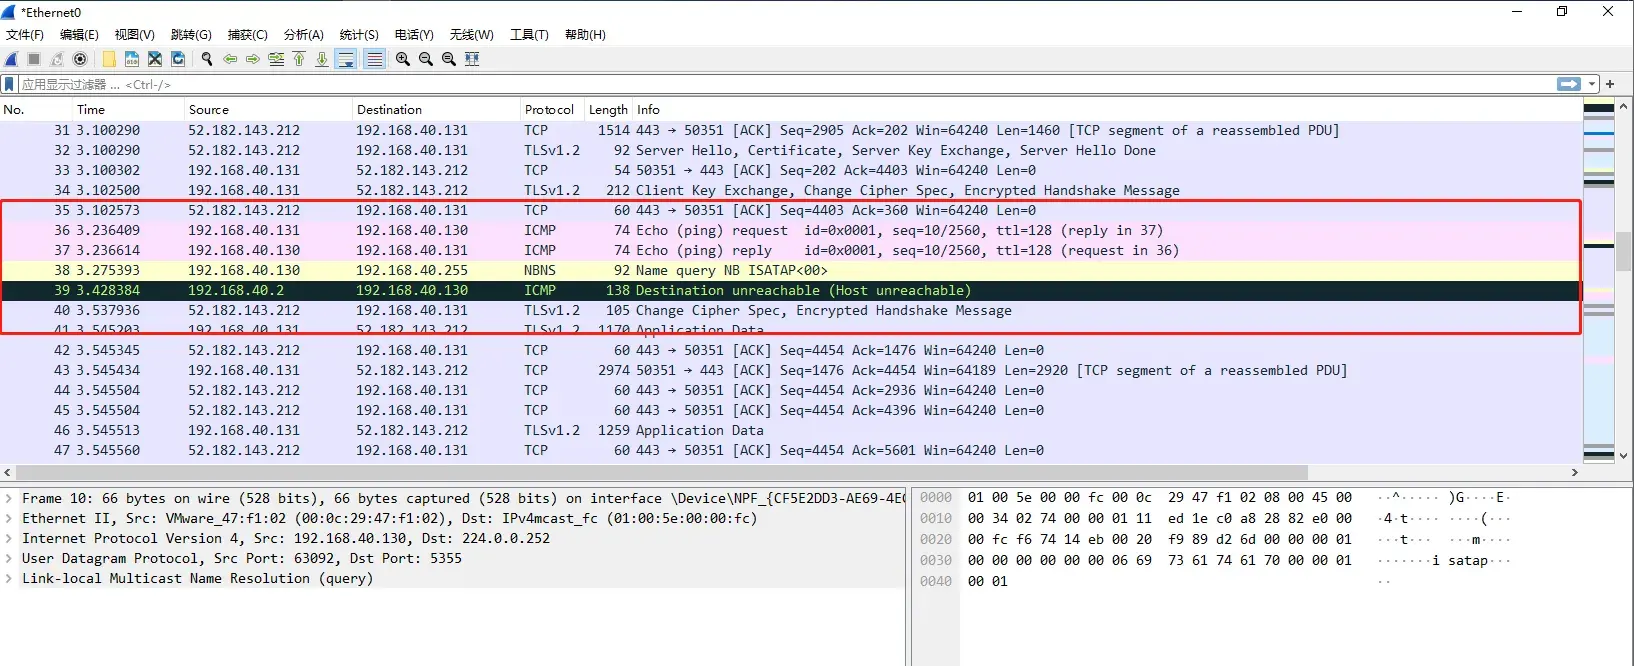 *Ethernet0
文件(F) 编辑(E) 视图(V) 跳转(G) 捕获(C) 分析(A) 统计(S) 电话(Y) 无线(W) 工具(T) 帮助(H)
应用显示过滤器 … <Ctrl-/>
No. Time Source Destination Protocol Length Info
31 3.100290 52.182.143.212 192.168.40.131 TCP 1514 443 → 50351 [ACK] Seq=2905 Ack=202 Win=64240 Len=1460 [TCP segment of a reassembled PDU]
32 3.100290 52.182.143.212 192.168.40.131 TLSv1.2 92 Server Hello, Certificate, Server Key Exchange, Server Hello Done
33 3.100302 192.168.40.131 52.182.143.212 TCP 54 50351 → 443 [ACK] Seq=202 Ack=4403 Win=64240 Len=0
34 3.102500 192.168.40.131 52.182.143.212 TLSv1.2 212 Client Key Exchange, Change Cipher Spec, Encrypted Handshake Message
35 3.102573 52.182.143.212 192.168.40.131 TCP 60 443 → 50351 [ACK] Seq=4403 Ack=360 Win=64240 Len=0
36 3.236409 192.168.40.131 192.168.40.130 ICMP 74 Echo (ping) request id=0x0001, seq=10/2560, ttl=128 (reply in 37)
37 3.236614 192.168.40.130 192.168.40.131 ICMP 74 Echo (ping) reply id=0x0001, seq=10/2560, ttl=128 (request in 36)
38 3.275393 192.168.40.130 192.168.40.255 NBNS 92 Name query NB ISATAP<00>
39 3.428384 192.168.40.2 192.168.40.130 ICMP 138 Destination unreachable (Host unreachable)
40 3.537936 52.182.143.212 192.168.40.131 TLSv1.2 105 Change Cipher Spec, Encrypted Handshake Message
41 3.545203 192.168.40.131 52.182.143.212 TLSv1.2 1170 Application Data
42 3.545345 52.182.143.212 192.168.40.131 TCP 60 443 → 50351 [ACK] Seq=4454 Ack=1476 Win=64240 Len=0
43 3.545434 192.168.40.131 52.182.143.212 TCP 2974 50351 → 443 [ACK] Seq=1476 Ack=4454 Win=64189 Len=2920 [TCP segment of a reassembled PDU]
44 3.545504 52.182.143.212 192.168.40.131 TCP 60 443 → 50351 [ACK] Seq=4454 Ack=2936 Win=64240 Len=0
45 3.545504 52.182.143.212 192.168.40.131 TCP 60 443 → 50351 [ACK] Seq=4454 Ack=4396 Win=64240 Len=0
46 3.545513 192.168.40.131 52.182.143.212 TLSv1.2 1259 Application Data
47 3.545560 52.182.143.212 192.168.40.131 TCP 60 443 → 50351 [ACK] Seq=4454 Ack=5601 Win=64240 Len=0
Frame 10: 66 bytes on wire (528 bits), 66 bytes captured (528 bits) on interface \Device\NPF_{CF5E2DD3-AE69-4E
Ethernet II, Src: VMware_47:f1:02 (00:0c:29:47:f1:02), Dst: IPv4mcast_fc (01:00:5e:00:00:fc)
Internet Protocol Version 4, Src: 192.168.40.130, Dst: 224.0.0.252
User Datagram Protocol, Src Port: 63092, Dst Port: 5355
Link-local Multicast Name Resolution (query)
0000 01 00 5e 00 00 fc 00 0c 29 47 f1 02 08 00 45 00 ··^····· )G····E·
0010 00 34 02 74 00 00 01 11 ed 1e c0 a8 28 82 e0 00 ·4·t···· ····(···
0020 00 fc f6 74 14 eb 00 20 f9 89 d2 6d 00 00 00 01 ···t··· ···m····
0030 00 00 00 00 00 00 06 69 73 61 74 61 70 00 00 01 ·······i satap···
0040 00 01 ··